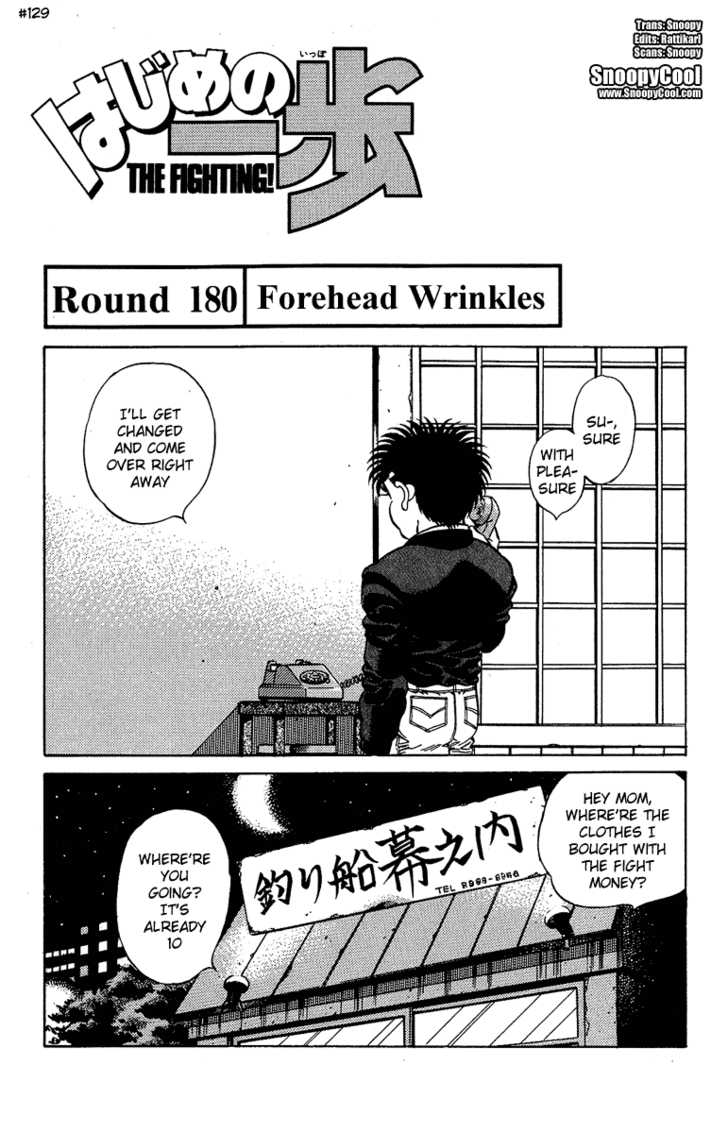 #129
Trans: Snoopy
Edits: Rattikarl
Scans: Snoopy
SnoopyCool
www.SnoopyCool.com
いっぽ
はじめの一歩
THE FIGHTING!
Round 180
Forehead Wrinkles
SU-,
SURE
WITH
PLEA-
SURE
I'LL GET
CHANGED AND
COME
OVER RIGHT
AWAY
HEY MOM,
WHERE'RE THE
CLOTHES I
BOUGHT WITH
THE FIGHT
MONEY?
釣り船幕之内
TEL
WHERE'RE
YOU
GOING?
IT'S
ALREADY
10